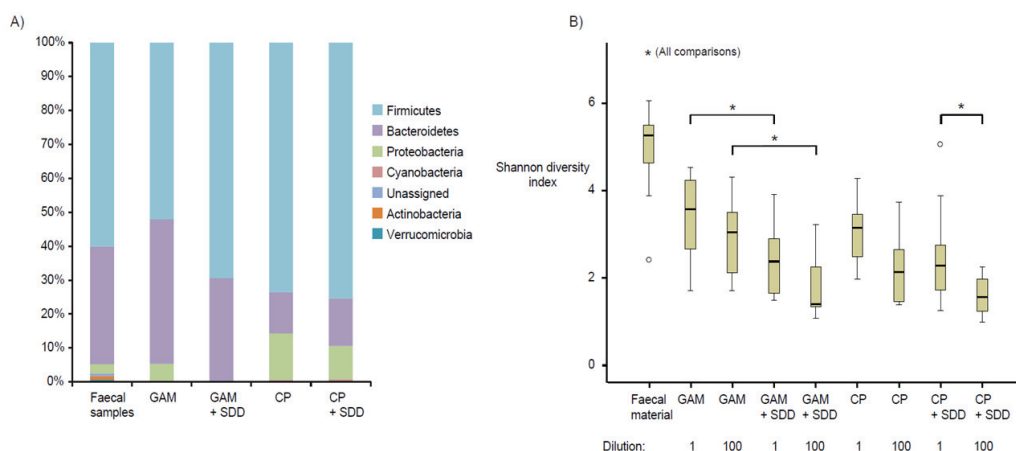 A)
100%
90%
80%
70%
60%
50%
40%
30%
20%
10%
0%
Faecal
samples
GAM
GAM
+ SDD
CP
CP
+ SDD
Firmicutes
Bacteroidetes
Proteobacteria
Cyanobacteria
Unassigned
Actinobacteria
Verrucomicrobia
B)
* (All comparisons)
* * *
Shannon diversity
index
6
4
2
0
Faecal
material
GAM
GAM
GAM
+ SDD
GAM
+ SDD
CP
CP
CP
+ SDD
CP
+ SDD
Dilution: 1 100 1 100 1 100 1 100